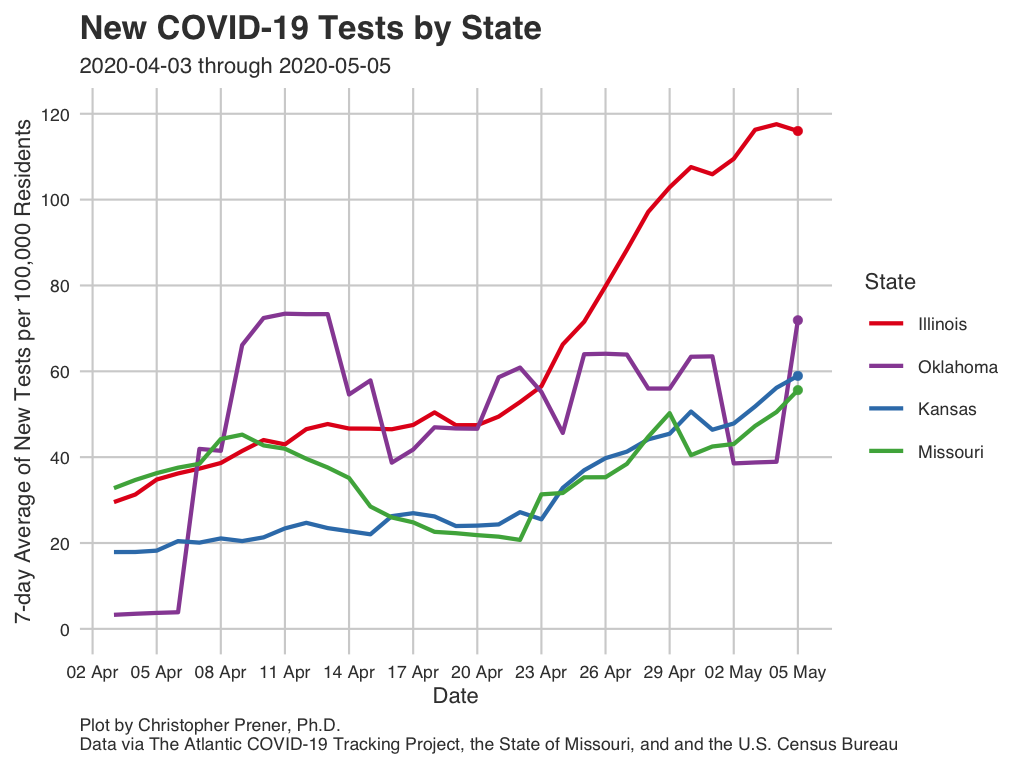 New COVID-19 Tests by State
2020-04-03 through 2020-05-05
7-day Average of New Tests per 100,000 Residents
120
100
80
60
40
20
0
02 Apr 05 Apr 08 Apr 11 Apr 14 Apr 17 Apr 20 Apr 23 Apr 26 Apr 29 Apr 02 May 05 May
Date
State
Illinois
Oklahoma
Kansas
Missouri
Plot by Christopher Prener, Ph.D.
Data via The Atlantic COVID-19 Tracking Project, the State of Missouri, and and the U.S. Census Bureau